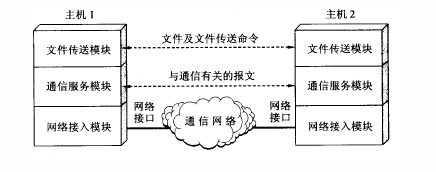 主机 1
主机 2
文件及文件传送命令
文件传送模块
文件传送模块
与通信有关的报文
通信服务模块
通信服务模块
网络
接口
网络
接口
通信网络
网络接入模块
网络接入模块